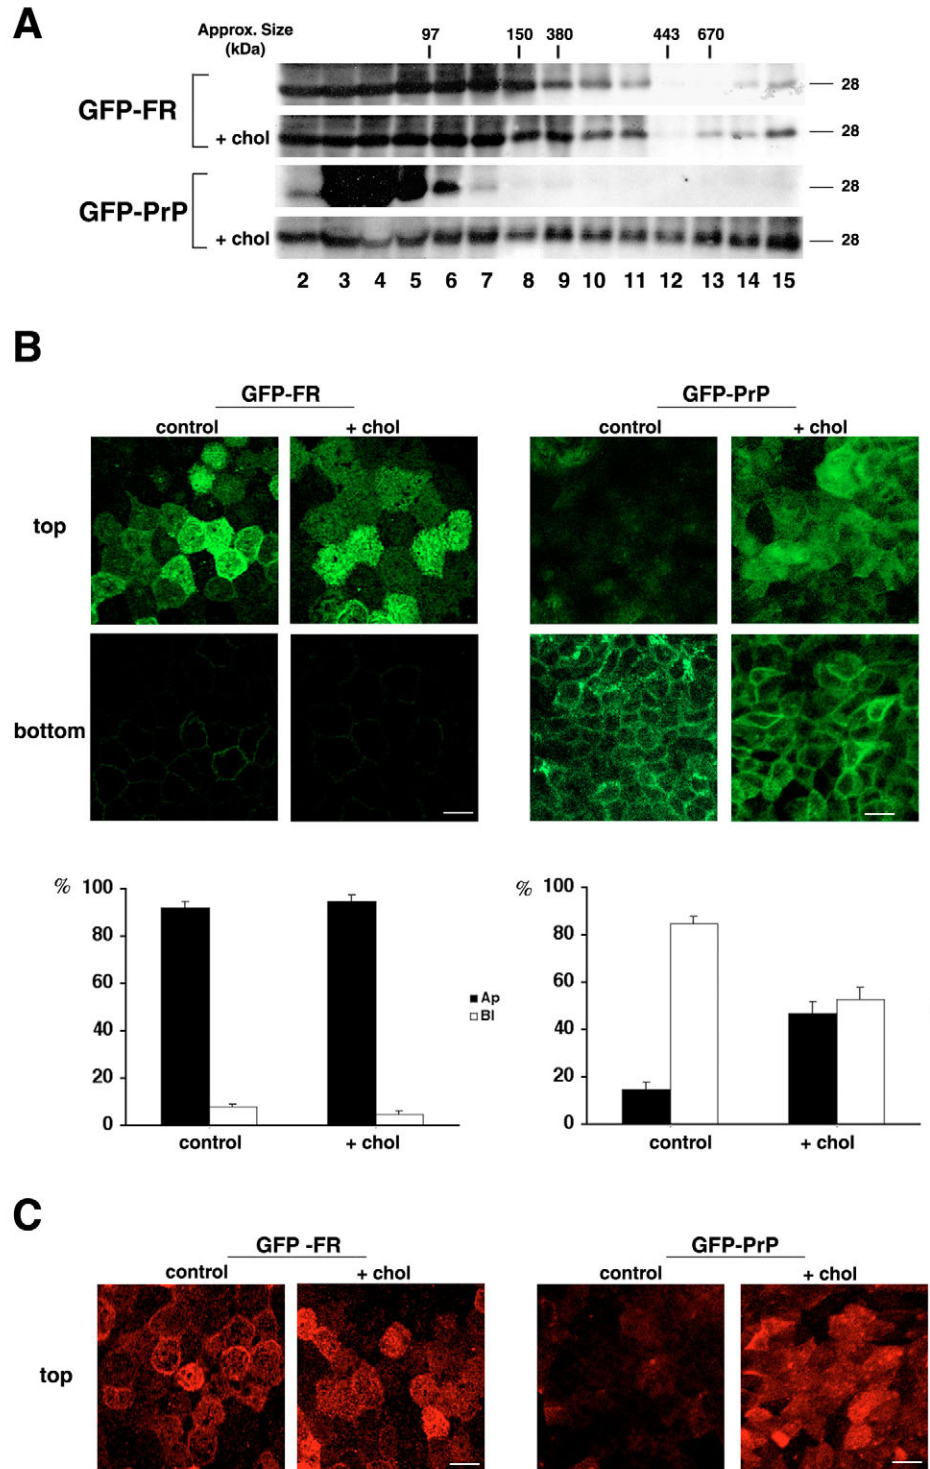 A
Approx. Size
(kDa)
97 150 380 443 670
GFP-FR
28
+ chol 28
GFP-PrP
28
+ chol 28
2 3 4 5 6 7 8 9 10 11 12 13 14 15
B
GFP-FR GFP-PrP
control + chol control + chol
top
bottom
% 100 % 100
80 80
60 60
Ap
Bl
40 40
20 20
0 0
control + chol control + chol
C
GFP -FR GFP-PrP
control + chol control + chol
top